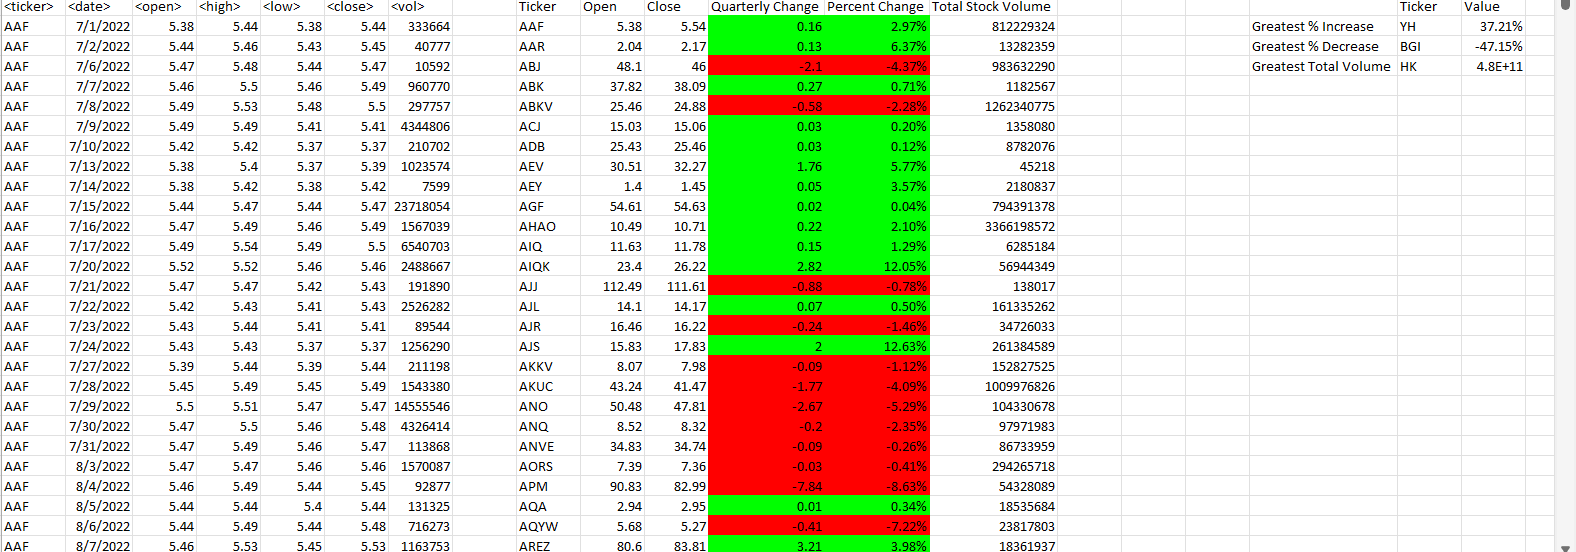 <ticker> <date> <open> <high> <low> <close> <vol> Ticker Open Close Quarterly Change Percent Change Total Stock Volume Ticker Value
AAF 7/1/2022 5.38 5.44 5.38 5.44 333664 AAF 5.38 5.54 0.16 2.97% 812229324 Greatest % Increase YH 37.21%
AAF 7/2/2022 5.44 5.46 5.43 5.45 40777 AAR 2.04 2.17 0.13 6.37% 13282359 Greatest % Decrease BGI -47.15%
AAF 7/6/2022 5.47 5.48 5.44 5.47 10592 ABJ 48.1 46 -2.1 -4.37% 983632290 Greatest Total Volume HK 4.8E+11
AAF 7/7/2022 5.46 5.5 5.46 5.49 960770 ABK 37.82 38.09 0.27 0.71% 1182567
AAF 7/8/2022 5.49 5.53 5.48 5.5 297757 ABKV 25.46 24.88 -0.58 -2.28% 1262340775
AAF 7/9/2022 5.49 5.49 5.41 5.41 4344806 ACJ 15.03 15.06 0.03 0.20% 1358080
AAF 7/10/2022 5.42 5.42 5.37 5.37 210702 ADB 25.43 25.46 0.03 0.12% 8782076
AAF 7/13/2022 5.38 5.4 5.37 5.39 1023574 AEV 30.51 32.27 1.76 5.77% 45218
AAF 7/14/2022 5.38 5.42 5.38 5.42 7599 AEY 1.4 1.45 0.05 3.57% 2180837
AAF 7/15/2022 5.44 5.47 5.44 5.47 23718054 AGF 54.61 54.63 0.02 0.04% 794391378
AAF 7/16/2022 5.47 5.49 5.46 5.49 1567039 AHAO 10.49 10.71 0.22 2.10% 3366198572
AAF 7/17/2022 5.49 5.54 5.49 5.5 6540703 AIQ 11.63 11.78 0.15 1.29% 6285184
AAF 7/20/2022 5.52 5.52 5.46 5.46 2488667 AIQK 23.4 26.22 2.82 12.05% 56944349
AAF 7/21/2022 5.47 5.47 5.42 5.43 191890 AJJ 112.49 111.61 -0.88 -0.78% 138017
AAF 7/22/2022 5.42 5.43 5.41 5.43 2526282 AJL 14.1 14.17 0.07 0.50% 161335262
AAF 7/23/2022 5.43 5.44 5.41 5.41 89544 AJR 16.46 16.22 -0.24 -1.46% 34726033
AAF 7/24/2022 5.43 5.43 5.37 5.37 1256290 AJS 15.83 17.83 2 12.63% 261384589
AAF 7/27/2022 5.39 5.44 5.39 5.44 211198 AKKV 8.07 7.98 -0.09 -1.12% 152827525
AAF 7/28/2022 5.45 5.49 5.45 5.49 1543380 AKUC 43.24 41.47 -1.77 -4.09% 1009976826
AAF 7/29/2022 5.5 5.51 5.47 5.47 14555546 ANO 50.48 47.81 -2.67 -5.29% 104330678
AAF 7/30/2022 5.47 5.5 5.46 5.48 4326414 ANQ 8.52 8.32 -0.2 -2.35% 97971983
AAF 7/31/2022 5.47 5.49 5.46 5.47 113868 ANVE 34.83 34.74 -0.09 -0.26% 86733959
AAF 8/3/2022 5.47 5.47 5.46 5.46 1570087 AORS 7.39 7.36 -0.03 -0.41% 294265718
AAF 8/4/2022 5.46 5.49 5.44 5.45 92877 APM 90.83 82.99 -7.84 -8.63% 54328089
AAF 8/5/2022 5.44 5.44 5.4 5.44 131325 AQA 2.94 2.95 0.01 0.34% 18535684
AAF 8/6/2022 5.44 5.49 5.44 5.48 716273 AQYW 5.68 5.27 -0.41 -7.22% 23817803
AAF 8/7/2022 5.46 5.53 5.45 5.53 1163753 AREZ 80.6 83.81 3.21 3.98% 18361937